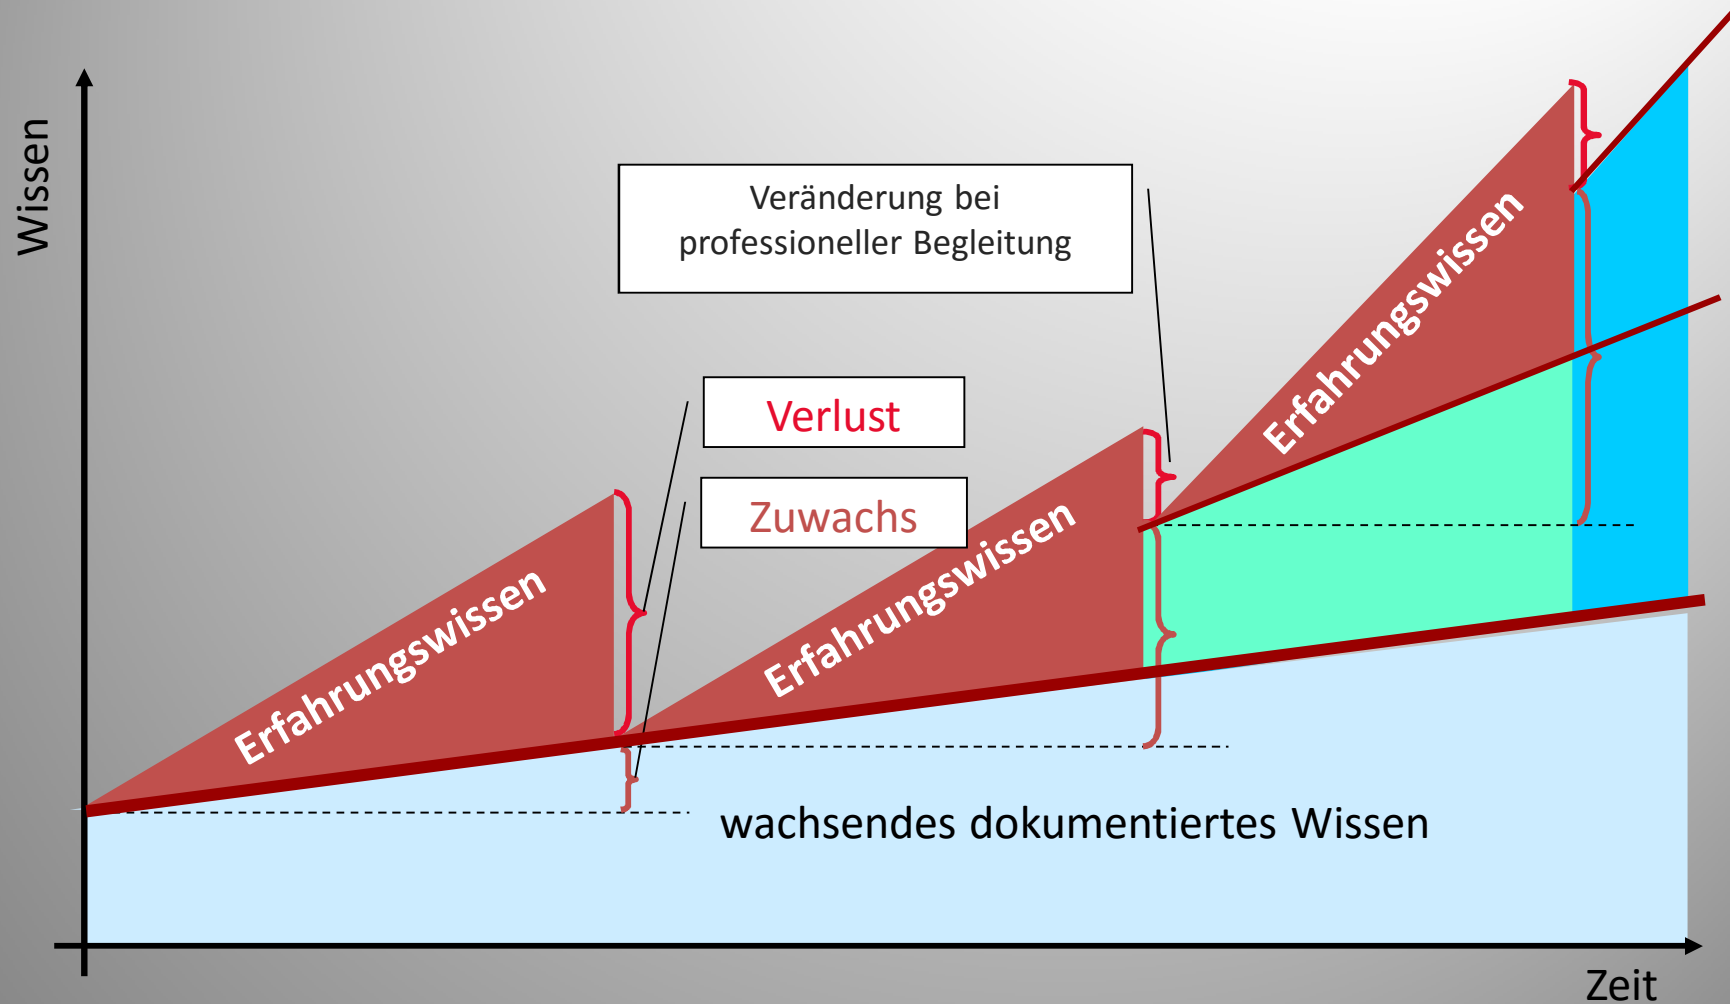 Wissen
Veränderung bei
professioneller Begleitung
Verlust
Zuwachs
Erfahrungswissen
Erfahrungswissen
Erfahrungswissen
wachsendes dokumentiertes Wissen
Zeit